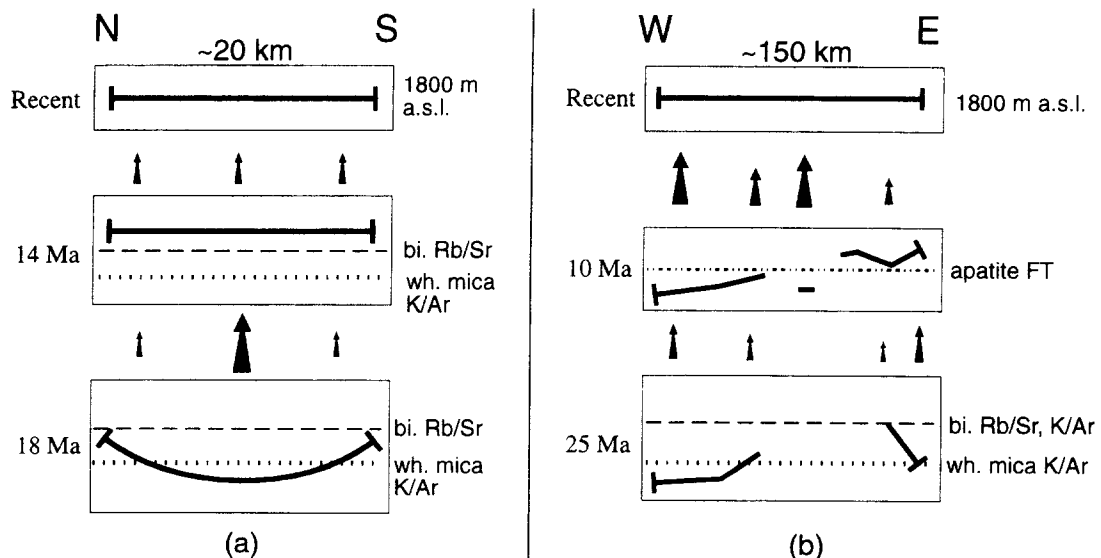 N S
~20 km
Recent
1800 m
a.s.l.
14 Ma
bi. Rb/Sr
wh. mica
K/Ar
18 Ma
bi. Rb/Sr
wh. mica
K/Ar
(a)
W E
~150 km
Recent
1800 m a.s.l.
10 Ma
apatite FT
25 Ma
bi. Rb/Sr, K/Ar
wh. mica K/Ar
(b)